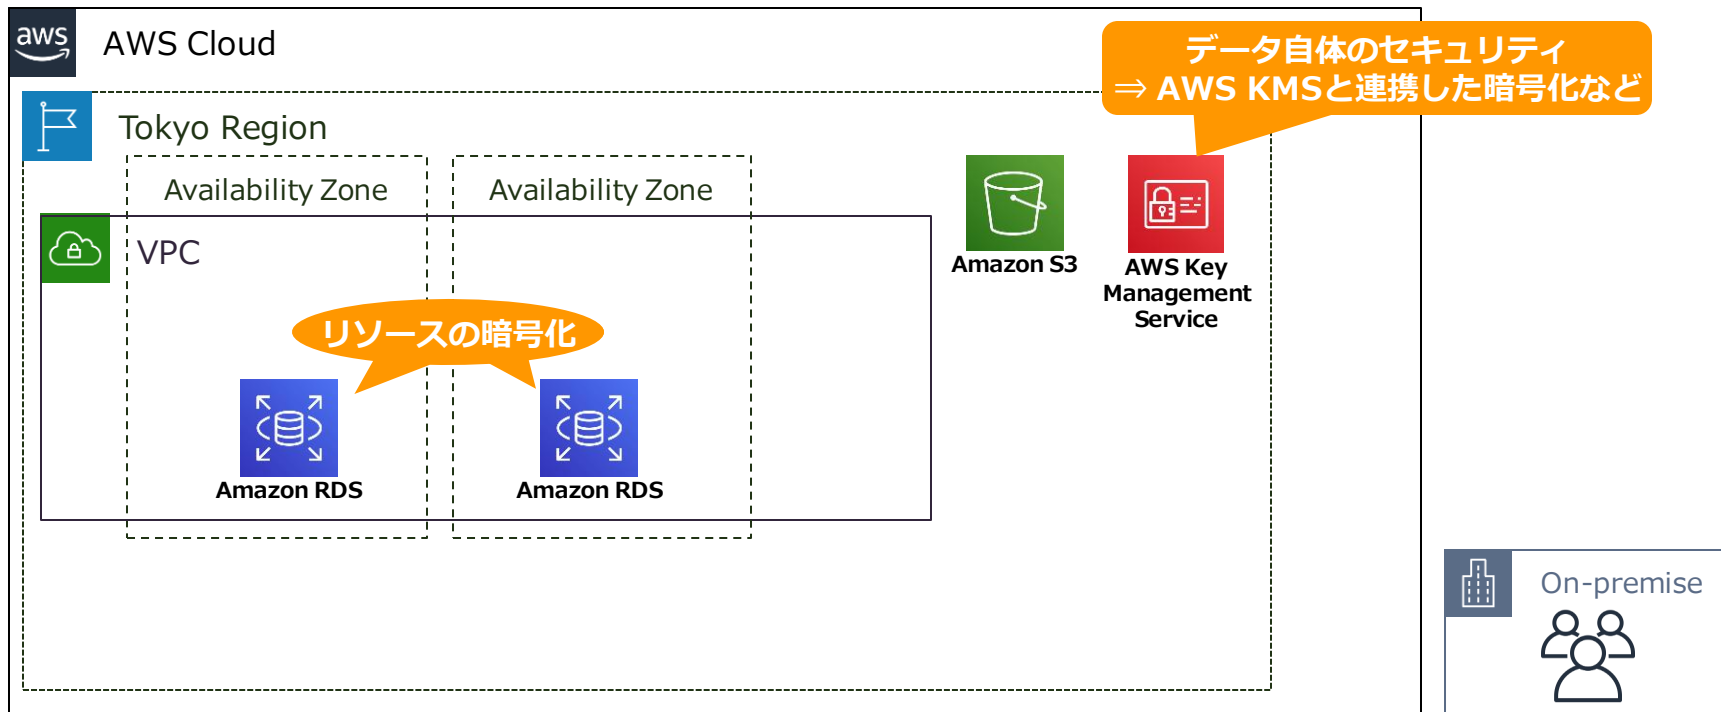 aws
AWS Cloud
データ自体のセキュリティ
⇒ AWS KMSと連携した暗号化など
Tokyo Region
Availability Zone
Availability Zone
VPC
Amazon S3
AWS Key
Management
Service
リソースの暗号化
Amazon RDS
Amazon RDS
On-premise